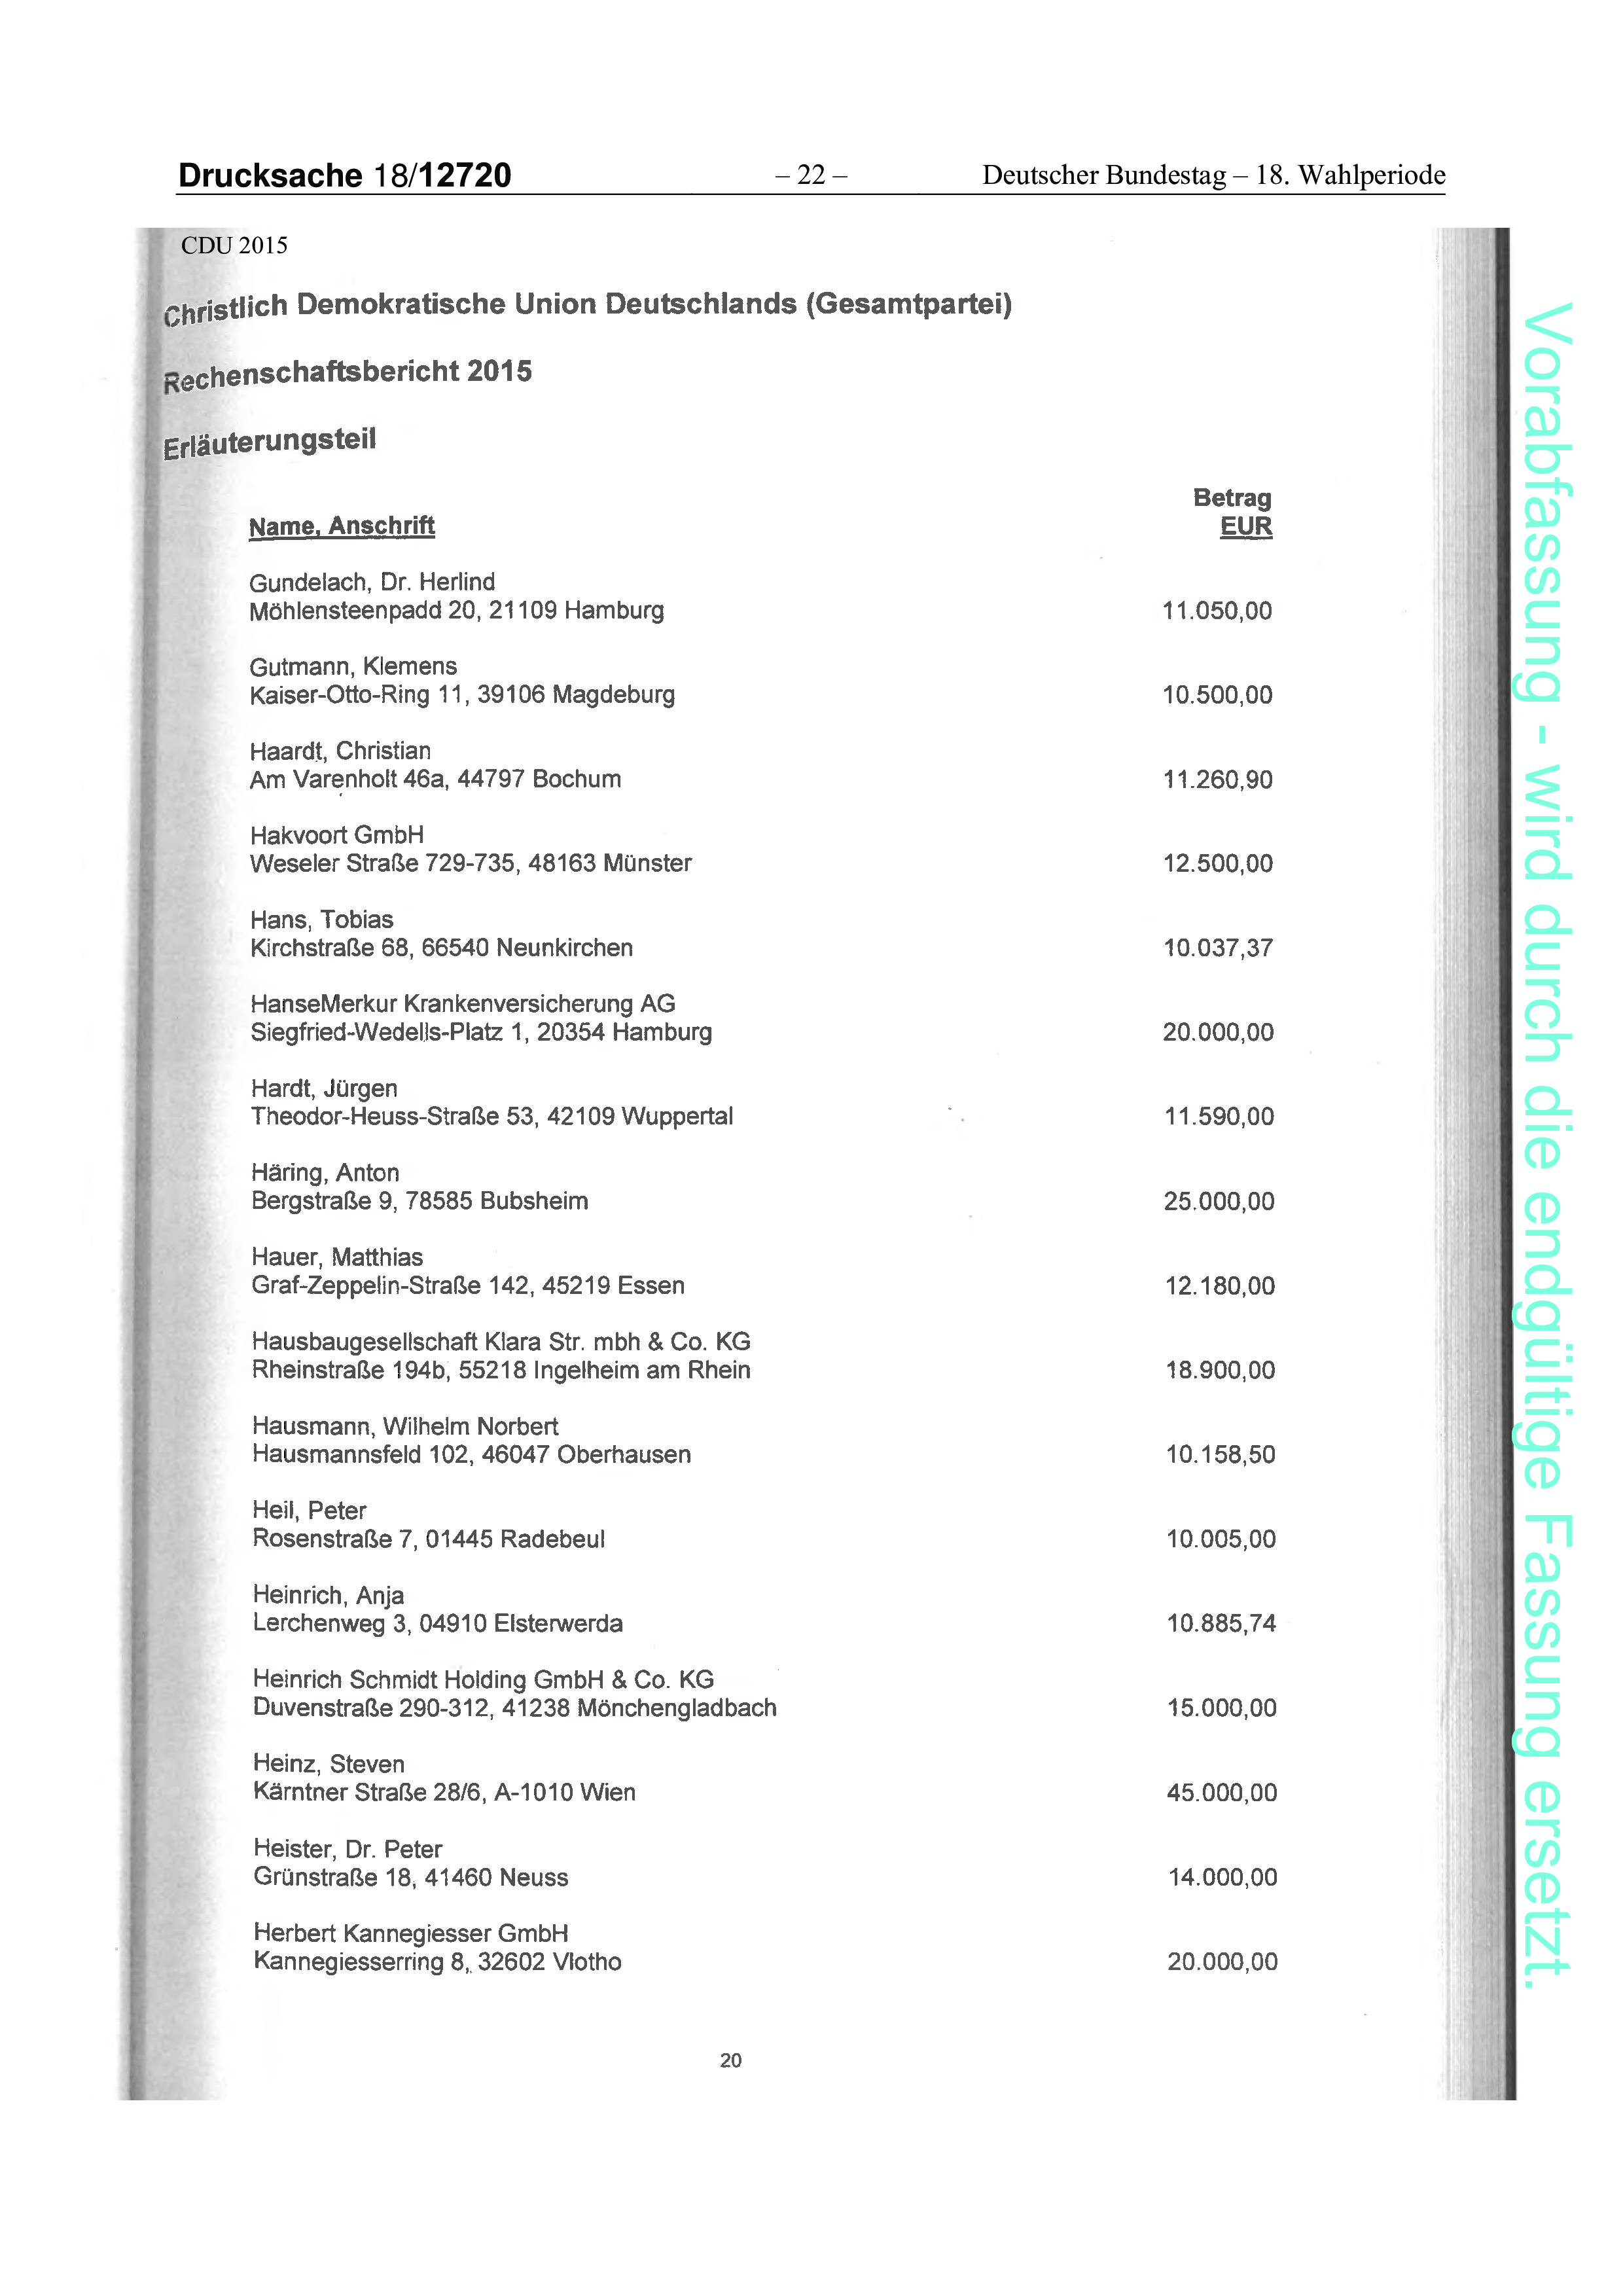 Drucksache 18/12720 – 22 – Deutscher Bundestag – 18. Wahlperiode
CDU 2015
Christlich Demokratische Union Deutschlands (Gesamtpartei)
Rechenschaftsbericht 2015
Erläuterungsteil
Betrag
Name, Anschrift EUR
Gundelach, Dr. Herlind
Möhlensteenpadd 20, 21109 Hamburg 11.050,00
Gutmann, Klemens
Kaiser-Otto-Ring 11, 39106 Magdeburg 10.500,00
Haardt, Christian
Am Varenholt 46a, 44797 Bochum 11.260,90
Hakvoort GmbH
Weseler Straße 729-735, 48163 Münster 12.500,00
Hans, Tobias
Kirchstraße 68, 66540 Neunkirchen 10.037,37
HanseMerkur Krankenversicherung AG
Siegfried-Wedells-Platz 1, 20354 Hamburg 20.000,00
Hardt, Jürgen
Theodor-Heuss-Straße 53, 42109 Wuppertal 11.590,00
Häring, Anton
Bergstraße 9, 78585 Bubsheim 25.000,00
Hauer, Matthias
Graf-Zeppelin-Straße 142, 45219 Essen 12.180,00
Hausbaugesellschaft Klara Str. mbh & Co. KG
Rheinstraße 194b, 55218 Ingelheim am Rhein 18.900,00
Hausmann, Wilhelm Norbert
Hausmannsfeld 102, 46047 Oberhausen 10.158,50
Heil, Peter
Rosenstraße 7, 01445 Radebeul 10.005,00
Heinrich, Anja
Lerchenweg 3, 04910 Elsterwerda 10.885,74
Heinrich Schmidt Holding GmbH & Co. KG
Duvenstraße 290-312, 41238 Mönchengladbach 15.000,00
Heinz, Steven
Kärntner Straße 28/6, A-1010 Wien 45.000,00
Heister, Dr. Peter
Grünstraße 18, 41460 Neuss 14.000,00
Herbert Kannegiesser GmbH
Kannegiesserring 8, 32602 Vlotho 20.000,00
20
Vorabfassung - wird durch die endgültige Fassung ersetzt.